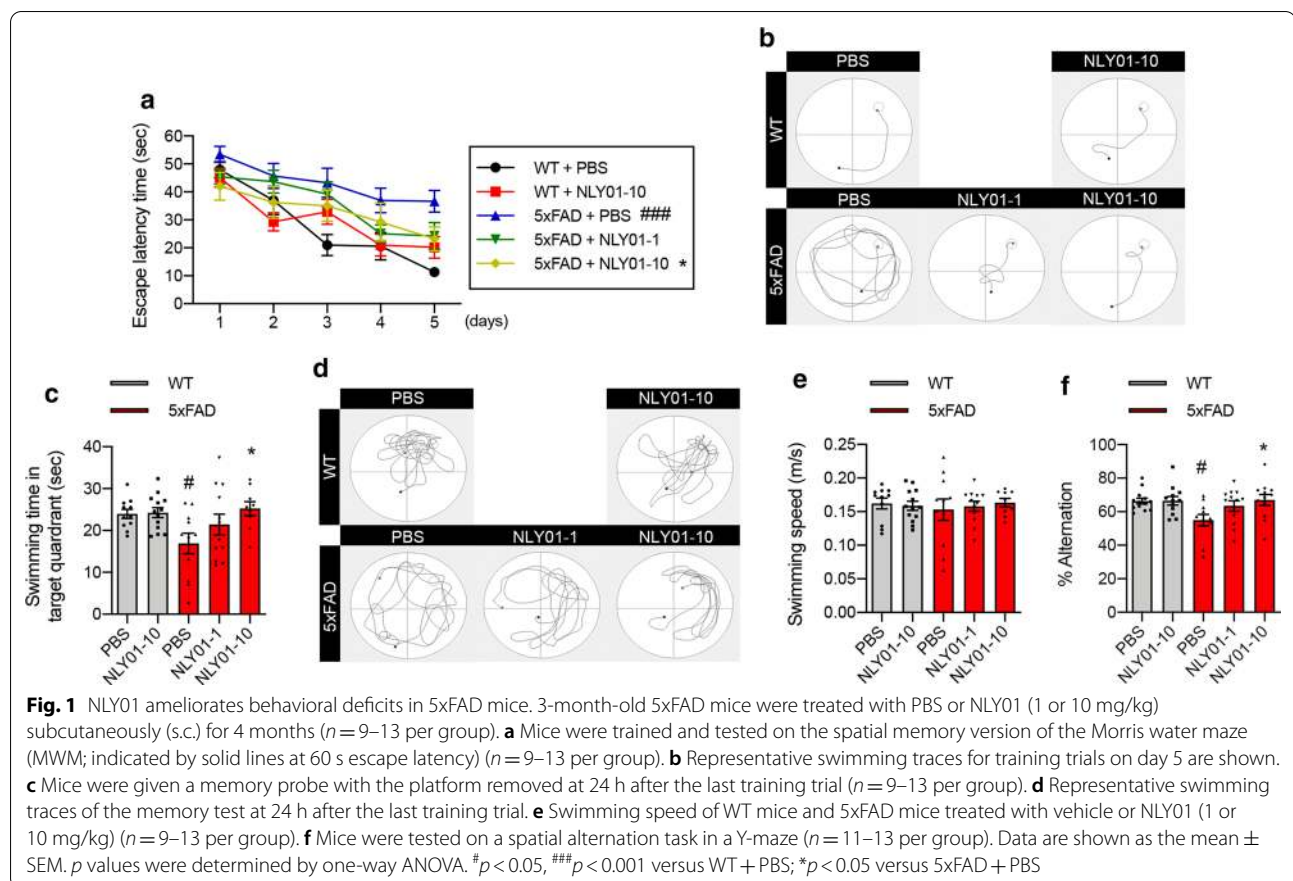 a
Escape latency time (sec)
60
50
40
30
20
10
0
1 2 3 4 5 (days)
WT + PBS
WT + NLY01-10
5xFAD + PBS ###
5xFAD + NLY01-1
5xFAD + NLY01-10 *
b
PBS NLY01-10
WT
PBS NLY01-1 NLY01-10
5xFAD
c
WT
5xFAD
Swimming time in
target quardrant (sec)
40
30
20
10
0
#
*
PBS NLY01-10 PBS NLY01-1 NLY01-10
d
PBS NLY01-10
WT
PBS NLY01-1 NLY01-10
5xFAD
e
WT
5xFAD
Swimming speed (m/s)
0.25
0.20
0.15
0.10
0.05
0.00
PBS NLY01-10 PBS NLY01-1 NLY01-10
f
WT
5xFAD
% Alternation
100
80
60
40
20
0
#
*
PBS NLY01-10 PBS NLY01-1 NLY01-10
Fig. 1 NLY01 ameliorates behavioral deficits in 5xFAD mice. 3-month-old 5xFAD mice were treated with PBS or NLY01 (1 or 10 mg/kg)
subcutaneously (s.c.) for 4 months (n = 9–13 per group). a Mice were trained and tested on the spatial memory version of the Morris water maze
(MWM; indicated by solid lines at 60 s escape latency) (n = 9–13 per group). b Representative swimming traces for training trials on day 5 are shown.
c Mice were given a memory probe with the platform removed at 24 h after the last training trial (n = 9–13 per group). d Representative swimming
traces of the memory test at 24 h after the last training trial. e Swimming speed of WT mice and 5xFAD mice treated with vehicle or NLY01 (1 or
10 mg/kg) (n = 9–13 per group). f Mice were tested on a spatial alternation task in a Y-maze (n = 11–13 per group). Data are shown as the mean ±
SEM. p values were determined by one-way ANOVA. #p < 0.05, ###p < 0.001 versus WT + PBS; *p < 0.05 versus 5xFAD + PBS